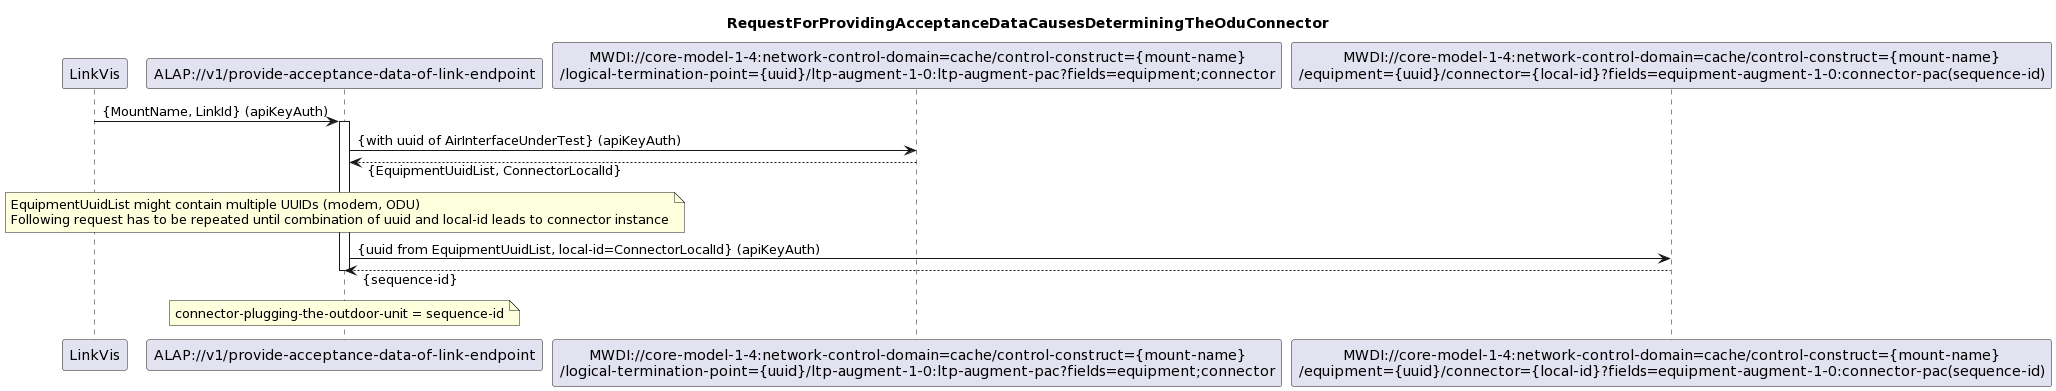 RequestForProvidingAcceptanceDataCausesDeterminingTheOduConnector
LinkVis
ALAP://v1/provide-acceptance-data-of-link-endpoint
MWDI://core-model-1-4:network-control-domain=cache/control-construct={mount-name}
/logical-termination-point={uuid}/ltp-augment-1-0:ltp-augment-pac?fields=equipment;connector
MWDI://core-model-1-4:network-control-domain=cache/control-construct={mount-name}
/equipment={uuid}/connector={local-id}?fields=equipment-augment-1-0:connector-pac(sequence-id)
{MountName, LinkId} (apiKeyAuth)
{with uuid of AirInterfaceUnderTest} (apiKeyAuth)
{EquipmentUuidList, ConnectorLocalId}
EquipmentUuidList might contain multiple UUIDs (modem, ODU)
Following request has to be repeated until combination of uuid and local-id leads to connector instance
{uuid from EquipmentUuidList, local-id=ConnectorLocalId} (apiKeyAuth)
{sequence-id}
connector-plugging-the-outdoor-unit = sequence-id
LinkVis
ALAP://v1/provide-acceptance-data-of-link-endpoint
MWDI://core-model-1-4:network-control-domain=cache/control-construct={mount-name}
/logical-termination-point={uuid}/ltp-augment-1-0:ltp-augment-pac?fields=equipment;connector
MWDI://core-model-1-4:network-control-domain=cache/control-construct={mount-name}
/equipment={uuid}/connector={local-id}?fields=equipment-augment-1-0:connector-pac(sequence-id)